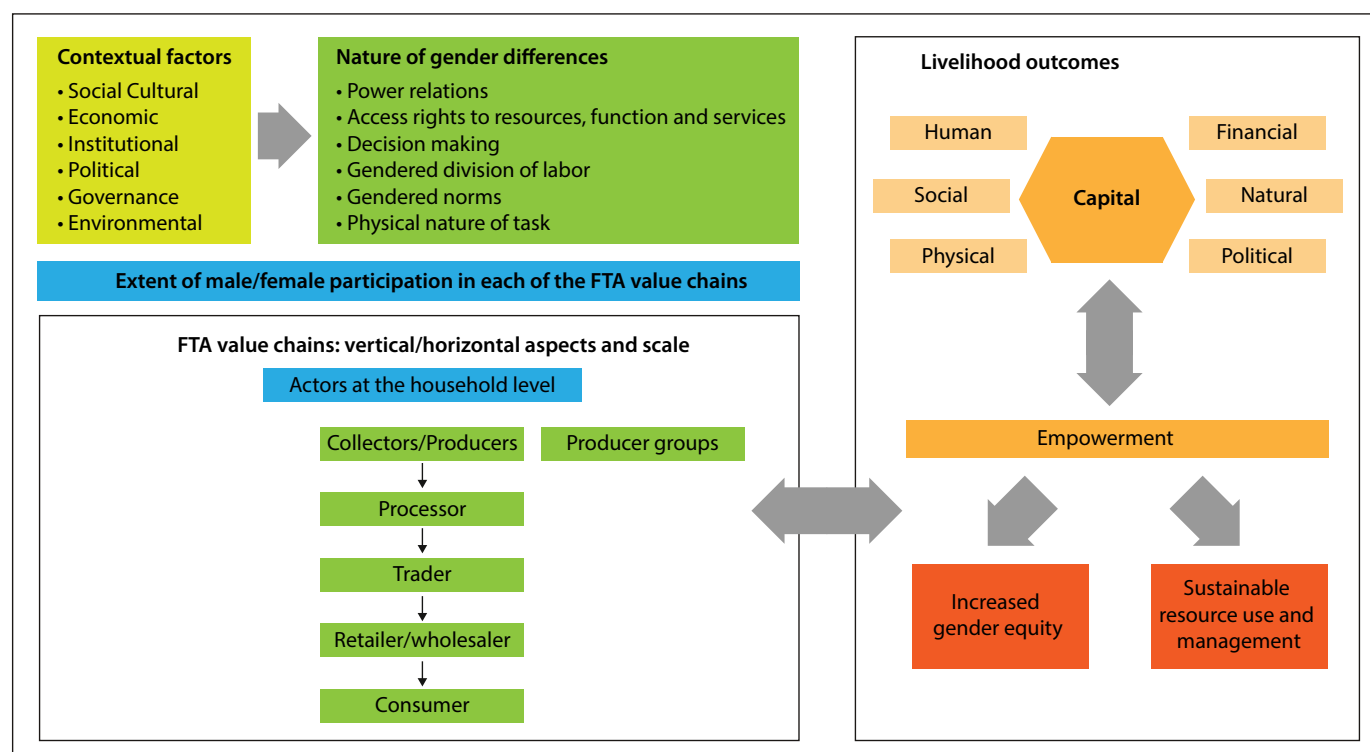 Contextual factors
• Social Cultural
• Economic
• Institutional
• Political
• Governance
• Environmental
Nature of gender differences
• Power relations
• Access rights to resources, function and services
• Decision making
• Gendered division of labor
• Gendered norms
• Physical nature of task
Extent of male/female participation in each of the FTA value chains
FTA value chains: vertical/horizontal aspects and scale
Actors at the household level
Collectors/Producers
Producer groups
Processor
Trader
Retailer/wholesaler
Consumer
Livelihood outcomes
Human
Financial
Social
Capital
Natural
Physical
Political
Empowerment
Increased
gender equity
Sustainable
resource use and
management